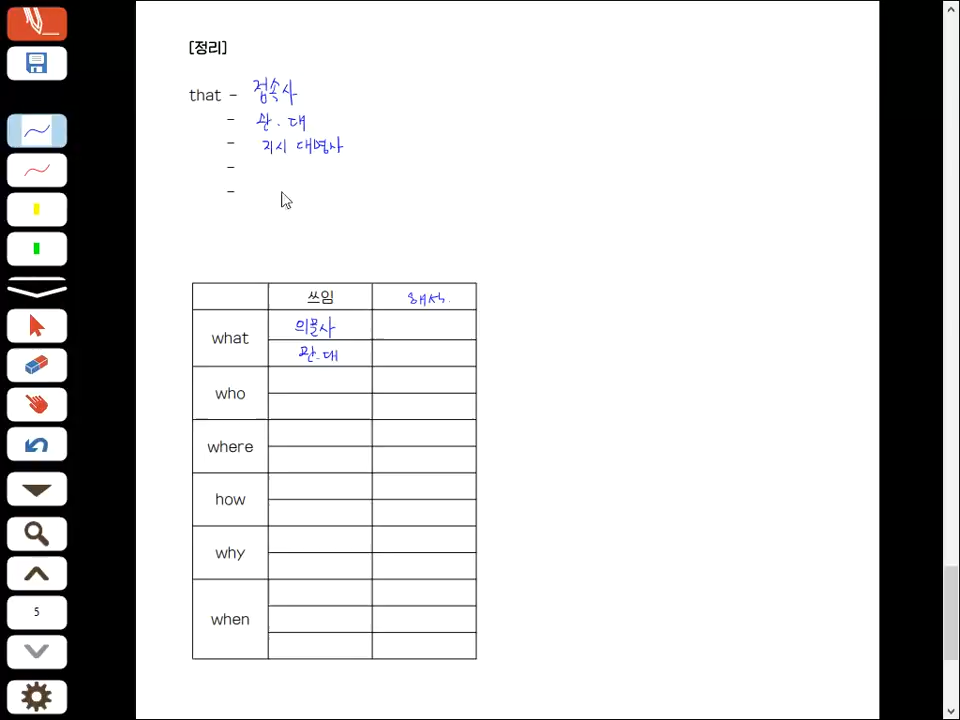 [정리]
that - 접속사
- 관·대
- 지시 대명사
-
-
쓰임 해석.
what 의문사
관·대
who
where
how
why
when
5